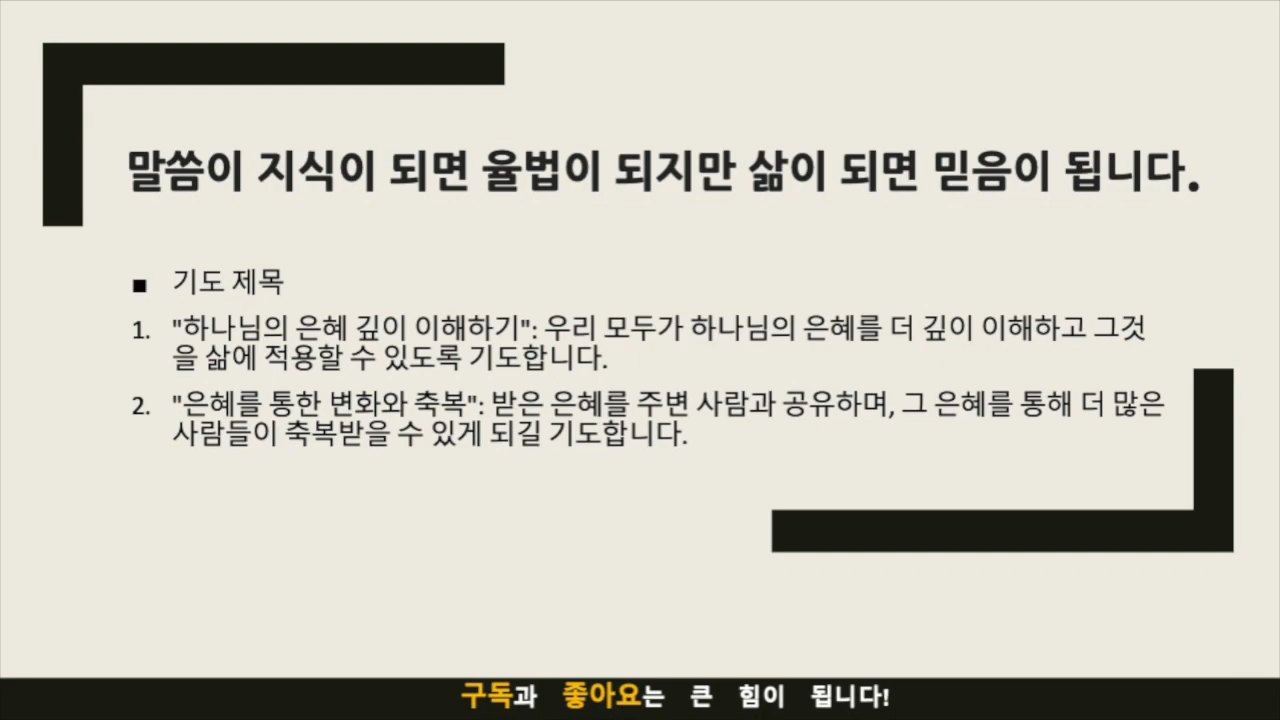 말씀이 지식이 되면 율법이 되지만 삶이 되면 믿음이 됩니다.
■ 기도 제목
1. "하나님의 은혜 깊이 이해하기": 우리 모두가 하나님의 은혜를 더 깊이 이해하고 그것
을 삶에 적용할 수 있도록 기도합니다.
2. "은혜를 통한 변화와 축복": 받은 은혜를 주변 사람과 공유하며, 그 은혜를 통해 더 많은
사람들이 축복받을 수 있게 되길 기도합니다.
구독과 좋아요는 큰 힘이 됩니다!